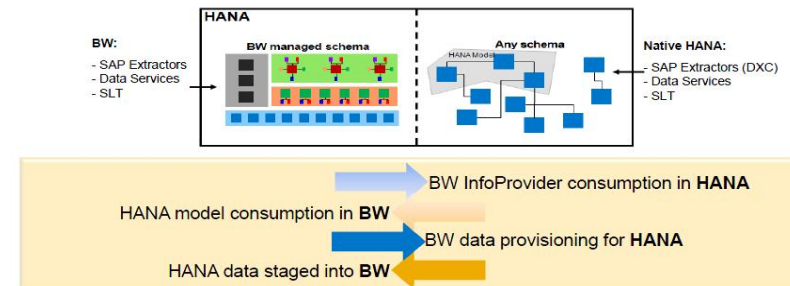 HANA
BW:
- SAP Extractors
- Data Services
- SLT
BW managed schema
Any schema
HANA Model
Native HANA:
- SAP Extractors (DXC)
- Data Services
- SLT
BW InfoProvider consumption in HANA
HANA model consumption in BW
BW data provisioning for HANA
HANA data staged into BW